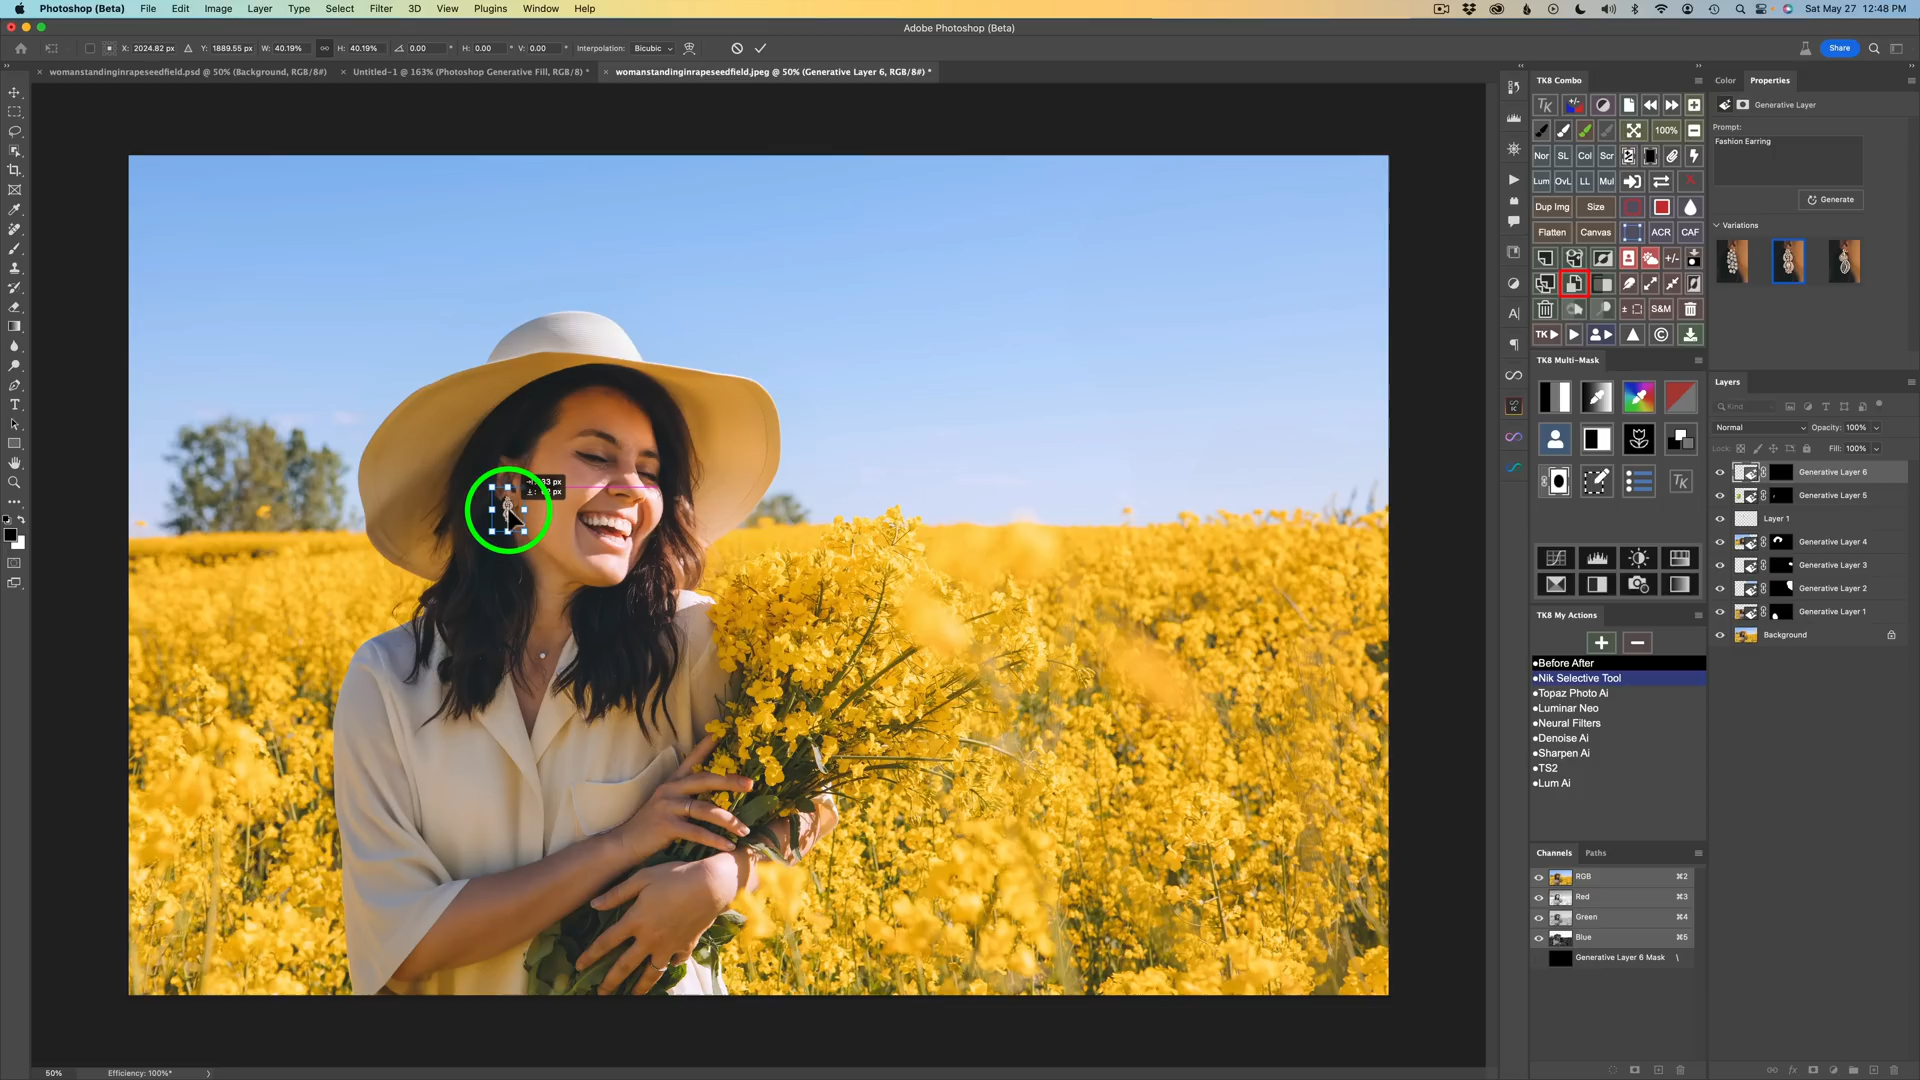 Photoshop (Beta) File Edit Image Layer Type Select Filter 3D View Plugins Window Help Sat May 27 12:48 PM
Adobe Photoshop (Beta)
X: 2024.82 px Y: 1889.55 px W: 40.19% H: 40.19% 0.00 ° H: 0.00 ° V: 0.00 ° Interpolation: Bicubic Share
womanstandinginrapeseedfield.psd @ 50% (Background, RGB/8#) Untitled-1 @ 163% (Photoshop Generative Fill, RGB/8) * womanstandinginrapeseedfield.jpeg @ 50% (Generative Layer 6, RGB/8#) *
TK8 Combo
TK +/-
100%
Nor SL Col Scr
Lum OvL LL Mul
Dup Img Size
Flatten Canvas ACR CAF
+/-
± S&M
TK
TK8 Multi-Mask
TK
TK8 My Actions
Before After
Nik Selective Tool
Topaz Photo Ai
Luminar Neo
Neural Filters
Denoise Ai
Sharpen Ai
TS2
Lum Ai
Channels Paths
RGB ⌘2
Red ⌘3
Green ⌘4
Blue ⌘5
Generative Layer 6 Mask \
Color Properties
Generative Layer
Prompt:
Fashion Earring
Generate
Variations
Layers
Kind
Normal Opacity: 100%
Lock: Fill: 100%
Generative Layer 6
Generative Layer 5
Layer 1
Generative Layer 4
Generative Layer 3
Generative Layer 2
Generative Layer 1
Background
50% Efficiency: 100%*